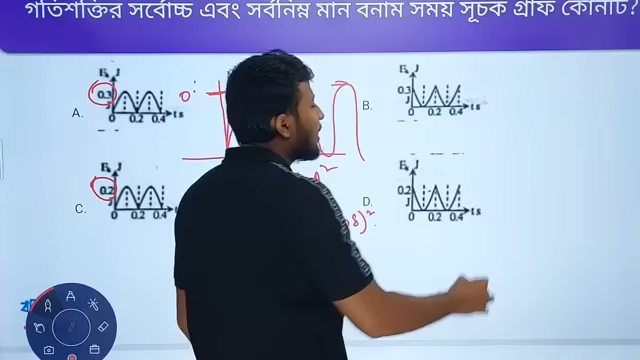 গতিশক্তির সর্বোচ্চ এবং সর্বনিম্ন মান বনাম সময় সূচক গ্রাফ কোনটি?
A. Eₖ J 0.3 0 0.2 0.4 t s
B. Eₖ J 0.3 0 0.2 0.4 t s
C. Eₖ J 0.2 0 0.2 0.4
D. Eₖ J 0.2 0 0.2 0.4 t s